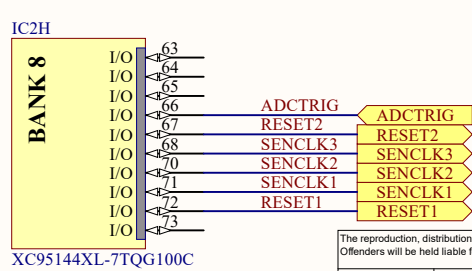 IC2H
BANK 8
I/O 63
I/O 64
I/O 65
I/O 66 ADCTRIG ADCTRIG
I/O 67 RESET2 RESET2
I/O 68 SENCLK3 SENCLK3
I/O 70 SENCLK2 SENCLK2
I/O 71 SENCLK1 SENCLK1
I/O 72 RESET1 RESET1
I/O 73
XC95144XL-7TQG100C
The reproduction, distribution
Offenders will be held liable f